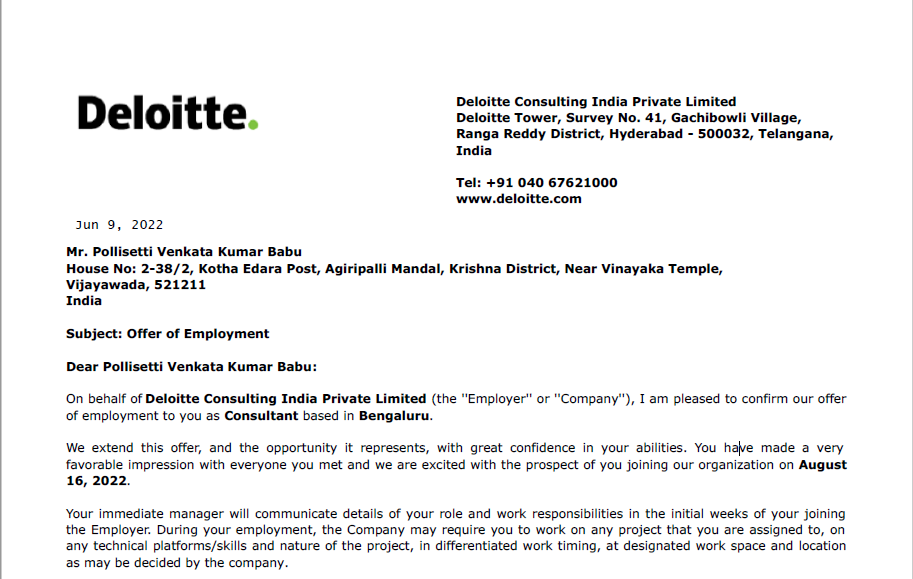 Deloitte.
Deloitte Consulting India Private Limited
Deloitte Tower, Survey No. 41, Gachibowli Village,
Ranga Reddy District, Hyderabad - 500032, Telangana,
India
Tel: +91 040 67621000
www.deloitte.com
Jun 9, 2022
Mr. Pollisetti Venkata Kumar Babu
House No: 2-38/2, Kotha Edara Post, Agiripalli Mandal, Krishna District, Near Vinayaka Temple,
Vijayawada, 521211
India
Subject: Offer of Employment
Dear Pollisetti Venkata Kumar Babu:
On behalf of Deloitte Consulting India Private Limited (the "Employer" or "Company"), I am pleased to confirm our offer
of employment to you as Consultant based in Bengaluru.
We extend this offer, and the opportunity it represents, with great confidence in your abilities. You have made a very
favorable impression with everyone you met and we are excited with the prospect of you joining our organization on August
16, 2022.
Your immediate manager will communicate details of your role and work responsibilities in the initial weeks of your joining
the Employer. During your employment, the Company may require you to work on any project that you are assigned to, on
any technical platforms/skills and nature of the project, in differentiated work timing, at designated work space and location
as may be decided by the company.